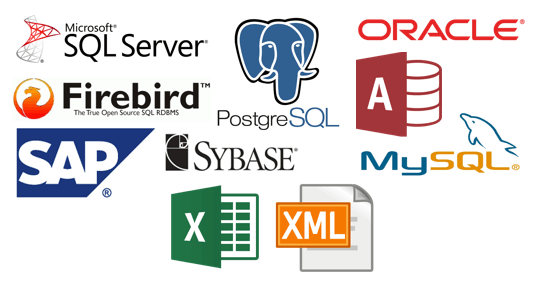 Microsoft®
SQL Server®
PostgreSQL
ORACLE®
Firebird™
The True Open Source SQL RDBMS
A
SAP®
SYBASE®
MySQL®
X
XML